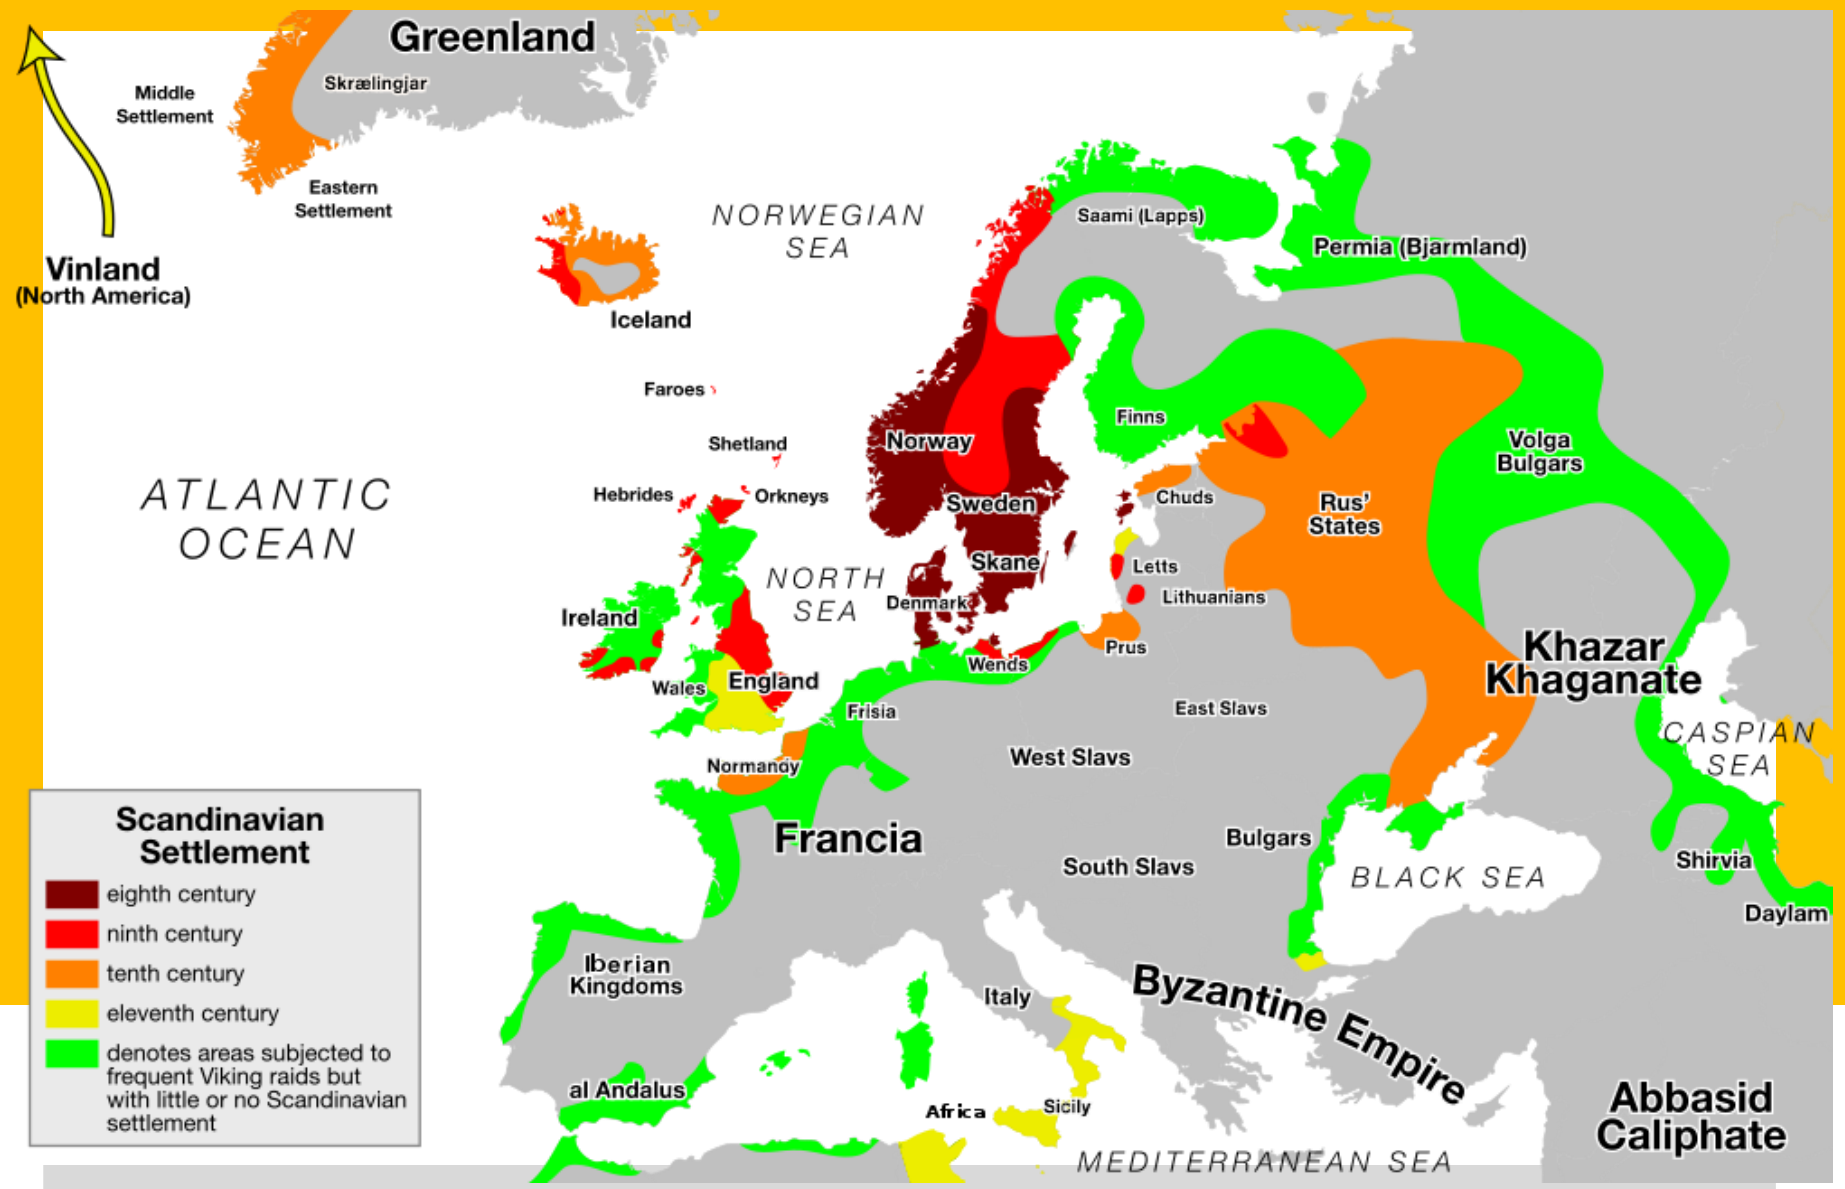 Greenland
Skrælingjar
Middle
Settlement
Eastern
Settlement
Vinland
(North America)
NORWEGIAN
SEA
Saami (Lapps)
Permia (Bjarmland)
Iceland
Faroes
Shetland
Hebrides
Orkneys
ATLANTIC
OCEAN
Norway
Sweden
Skane
Denmark
Finns
Chuds
Rus'
States
Volga
Bulgars
NORTH
SEA
Letts
Lithuanians
Ireland
Prus
Wends
Wales
England
Frisia
Khazar
Khaganate
East Slavs
West Slavs
CASPIAN
SEA
Normandy
Francia
South Slavs
Bulgars
BLACK SEA
Shirvia
Daylam
Scandinavian
Settlement
eighth century
ninth century
tenth century
eleventh century
denotes areas subjected to
frequent Viking raids but
with little or no Scandinavian
settlement
Iberian
Kingdoms
al Andalus
Italy
Byzantine Empire
Africa
Sicily
Abbasid
Caliphate
MEDITERRANEAN SEA